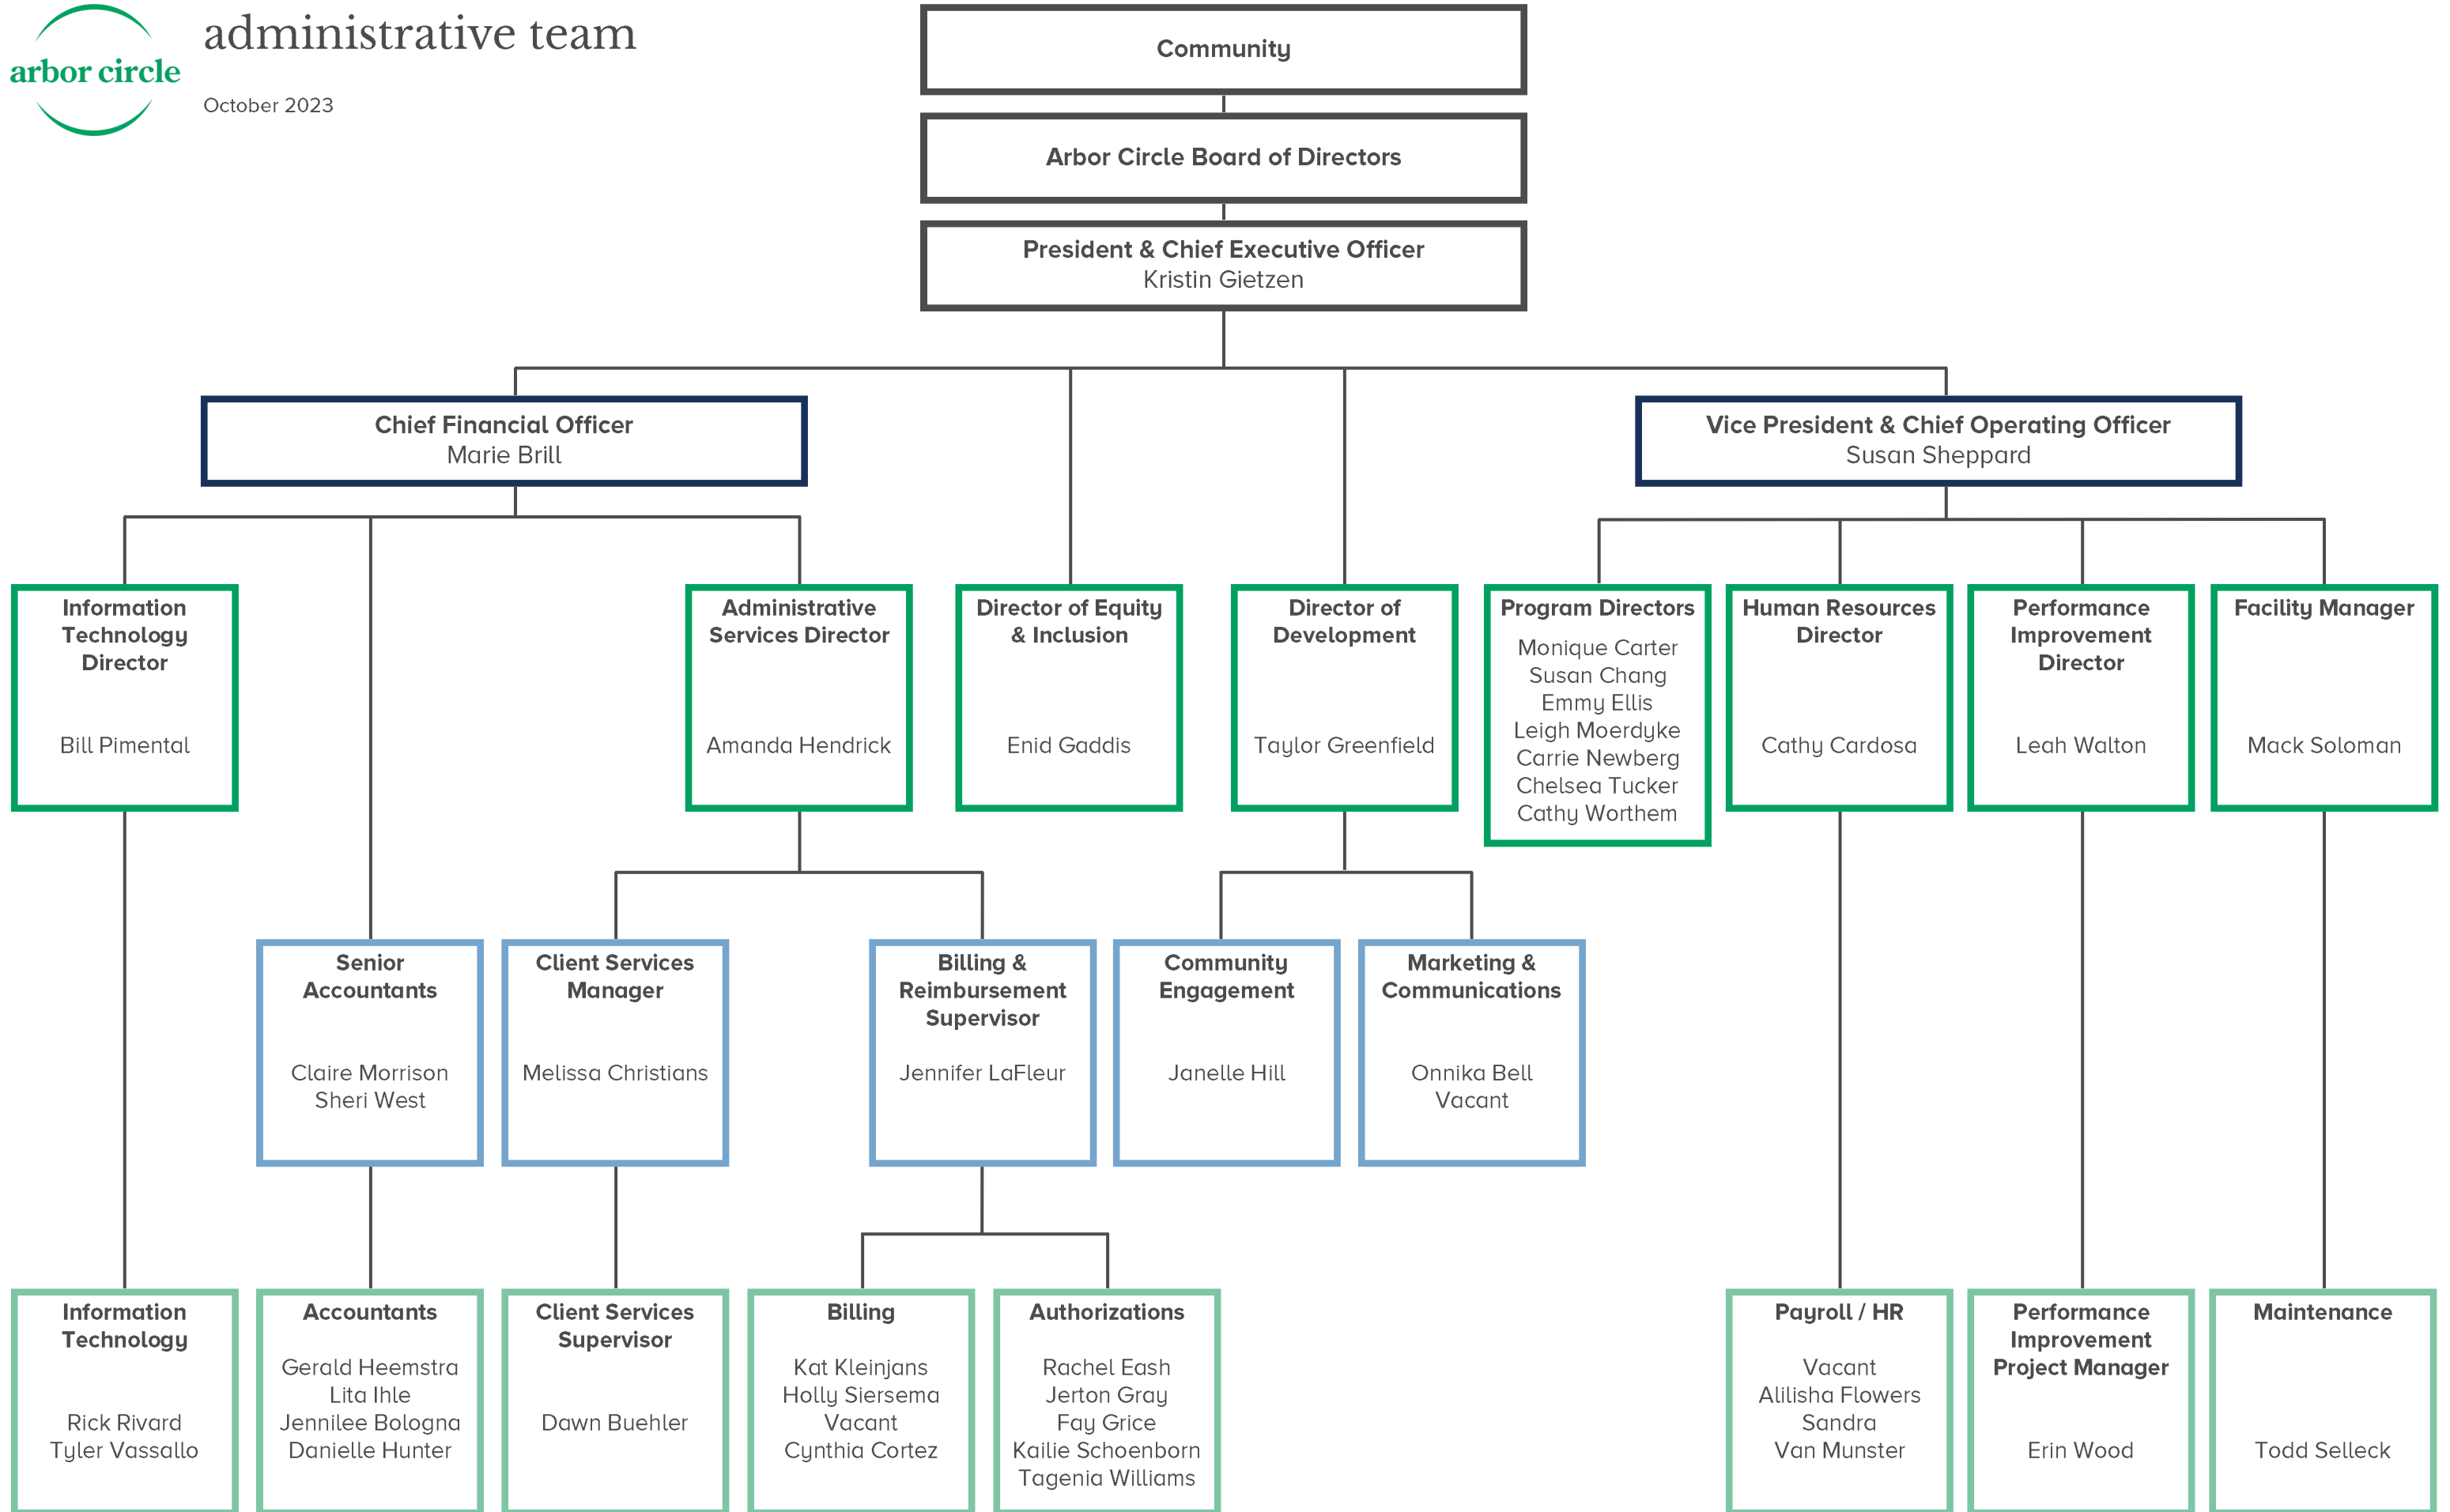 arbor circle
administrative team
October 2023
Community
Arbor Circle Board of Directors
President & Chief Executive Officer
Kristin Gietzen
Chief Financial Officer
Marie Brill
Vice President & Chief Operating Officer
Susan Sheppard
Information
Technology
Director
Bill Pimental
Administrative
Services Director
Amanda Hendrick
Director of Equity
& Inclusion
Enid Gaddis
Director of
Development
Taylor Greenfield
Program Directors
Monique Carter
Susan Chang
Emmy Ellis
Leigh Moerdyke
Carrie Newberg
Chelsea Tucker
Cathy Worthem
Human Resources
Director
Cathy Cardosa
Performance
Improvement
Director
Leah Walton
Facility Manager
Mack Soloman
Senior
Accountants
Claire Morrison
Sheri West
Client Services
Manager
Melissa Christians
Billing &
Reimbursement
Supervisor
Jennifer LaFleur
Community
Engagement
Janelle Hill
Marketing &
Communications
Onnika Bell
Vacant
Information
Technology
Rick Rivard
Tyler Vassallo
Accountants
Gerald Heemstra
Lita Ihle
Jennilee Bologna
Danielle Hunter
Client Services
Supervisor
Dawn Buehler
Billing
Kat Kleinjans
Holly Siersema
Vacant
Cynthia Cortez
Authorizations
Rachel Eash
Jerton Gray
Fay Grice
Kailie Schoenborn
Tagenia Williams
Payroll / HR
Vacant
Alilisha Flowers
Sandra
Van Munster
Performance
Improvement
Project Manager
Erin Wood
Maintenance
Todd Selleck